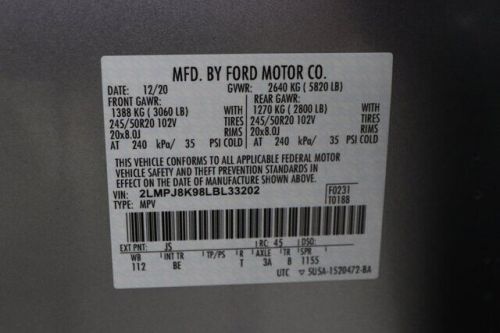 MFD. BY FORD MOTOR CO.
DATE: 12/20 GVWR: 2640 KG ( 5820 LB)
FRONT GAWR: REAR GAWR:
1388 KG ( 3060 LB) WITH 1270 KG ( 2800 LB) WITH
245/50R20 102V TIRES 245/50R20 102V TIRES
20x8.0J RIMS 20x8.0J RIMS
AT 240 kPa/ 35 PSI COLD AT 240 kPa/ 35 PSI COLD
THIS VEHICLE CONFORMS TO ALL APPLICABLE FEDERAL MOTOR
VEHICLE SAFETY AND THEFT PREVENTION STANDARDS IN
EFFECT ON THE DATE OF MANUFACTURE SHOWN ABOVE.
VIN: 2LMPJ8K98LBL33202 F0231
TYPE: MPV T0188
EXT PNT: JS RC: 45 DSO:
WB INT TR TP/PS R AXLE TR SPR
112 BE T 3A 8 1155
UTC 5USA-1520472-BA